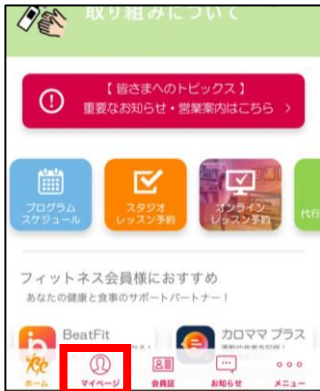 取り組みについて
【 皆さまへのトピックス 】
重要なお知らせ・営業案内はこちら >
プログラム
スケジュール
スタジオ
レッスン予約
オンライン
レッスン予約
代行
フィットネス会員様におすすめ
あなたの健康と食事のサポートパートナー！
BeatFit
カロママ プラス
ホーム
マイページ
会員証
お知らせ
メニュー